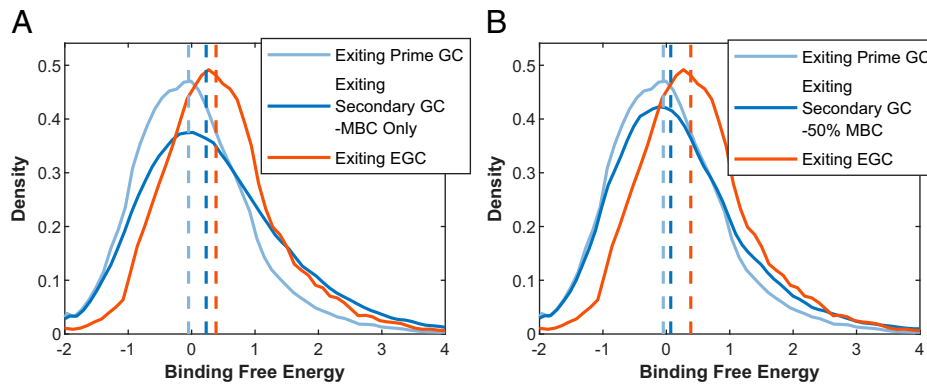 A
Exiting Prime GC
Exiting
Secondary GC
-MBC Only
Exiting EGC
0.5
0.4
0.3
0.2
0.1
0
Density
-2 -1 0 1 2 3 4
Binding Free Energy
B
Exiting Prime GC
Exiting
Secondary GC
-50% MBC
Exiting EGC
0.5
0.4
0.3
0.2
0.1
0
Density
-2 -1 0 1 2 3 4
Binding Free Energy